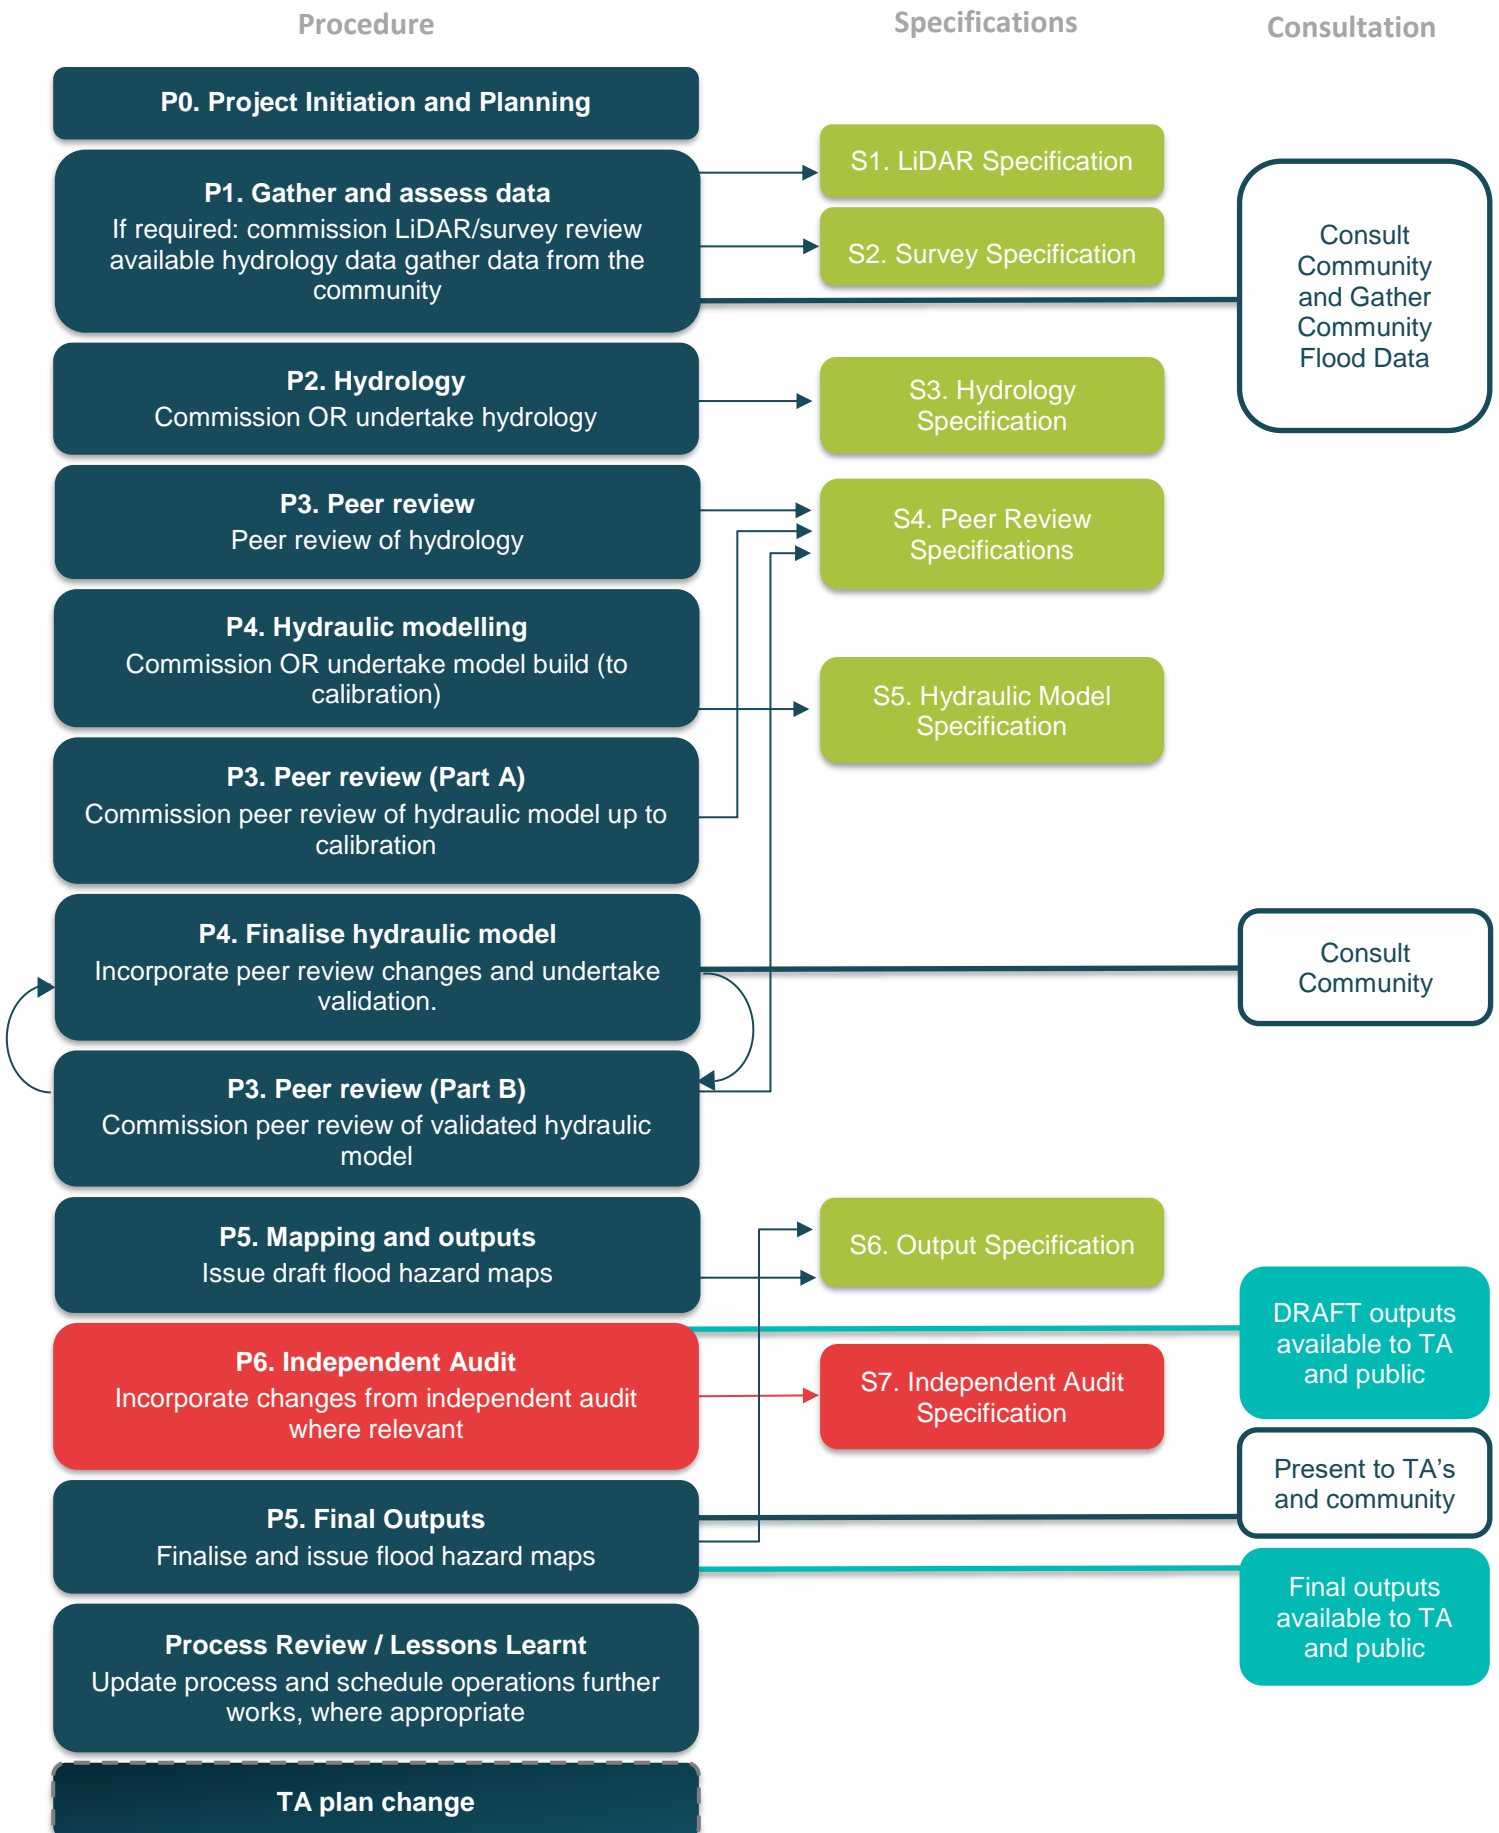 Procedure
Specifications
Consultation
P0. Project Initiation and Planning
P1. Gather and assess data
If required: commission LiDAR/survey review
available hydrology data gather data from the
community
S1. LiDAR Specification
S2. Survey Specification
Consult
Community
and Gather
Community
Flood Data
P2. Hydrology
Commission OR undertake hydrology
S3. Hydrology
Specification
P3. Peer review
Peer review of hydrology
S4. Peer Review
Specifications
P4. Hydraulic modelling
Commission OR undertake model build (to
calibration)
S5. Hydraulic Model
Specification
P3. Peer review (Part A)
Commission peer review of hydraulic model up to
calibration
P4. Finalise hydraulic model
Incorporate peer review changes and undertake
validation.
Consult
Community
P3. Peer review (Part B)
Commission peer review of validated hydraulic
model
P5. Mapping and outputs
Issue draft flood hazard maps
S6. Output Specification
DRAFT outputs
available to TA
and public
P6. Independent Audit
Incorporate changes from independent audit
where relevant
S7. Independent Audit
Specification
Present to TA’s
and community
P5. Final Outputs
Finalise and issue flood hazard maps
Final outputs
available to TA
and public
Process Review / Lessons Learnt
Update process and schedule operations further
works, where appropriate
TA plan change